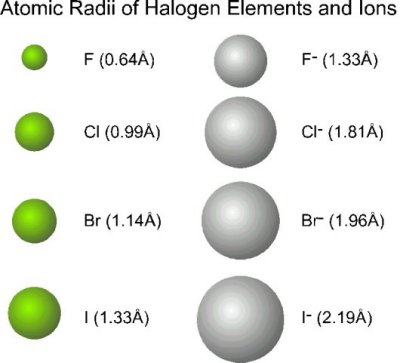 Atomic Radii of Halogen Elements and Ions
F (0.64Å) F⁻ (1.33Å)
Cl (0.99Å) Cl⁻ (1.81Å)
Br (1.14Å) Br⁻ (1.96Å)
I (1.33Å) I⁻ (2.19Å)